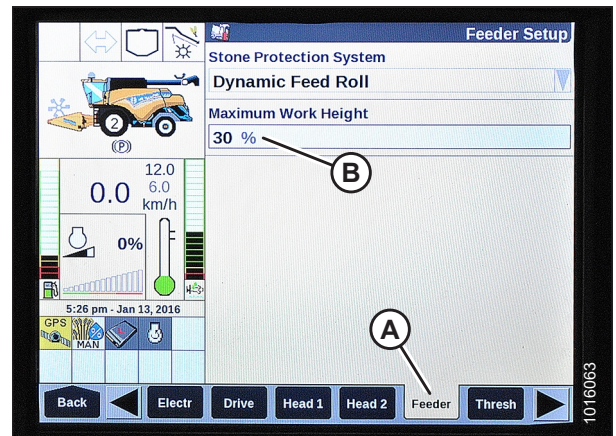 Feeder Setup
Stone Protection System
Dynamic Feed Roll
Maximum Work Height
30 %
B
2
(P)
12.0
0.0 6.0
km/h
0%
5:26 pm - Jan 13, 2016
GPS
MAN
A
Back Electr Drive Head 1 Head 2 Feeder Thresh
1016063